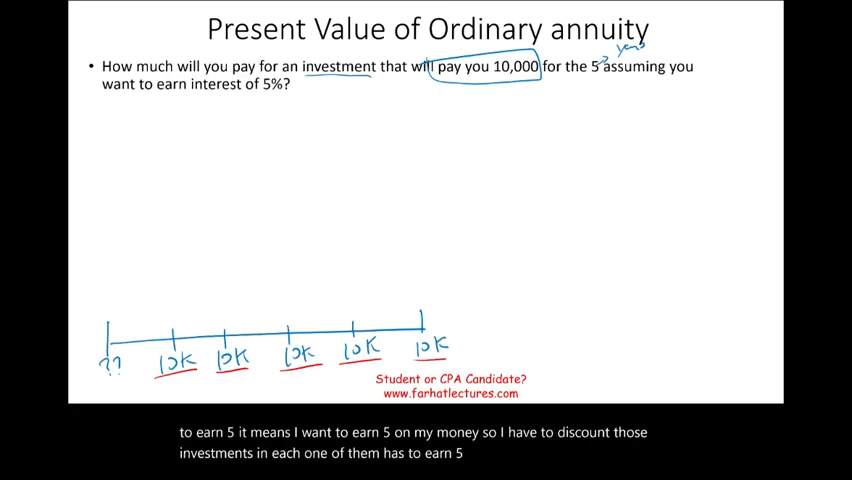 Present Value of Ordinary annuity
years
• How much will you pay for an investment that will pay you 10,000 for the 5 assuming you
want to earn interest of 5%?
?? 10K 10K 10K 10K 10K
Student or CPA Candidate?
www.farhatlectures.com
to earn 5 it means I want to earn 5 on my money so I have to discount those
investments in each one of them has to earn 5